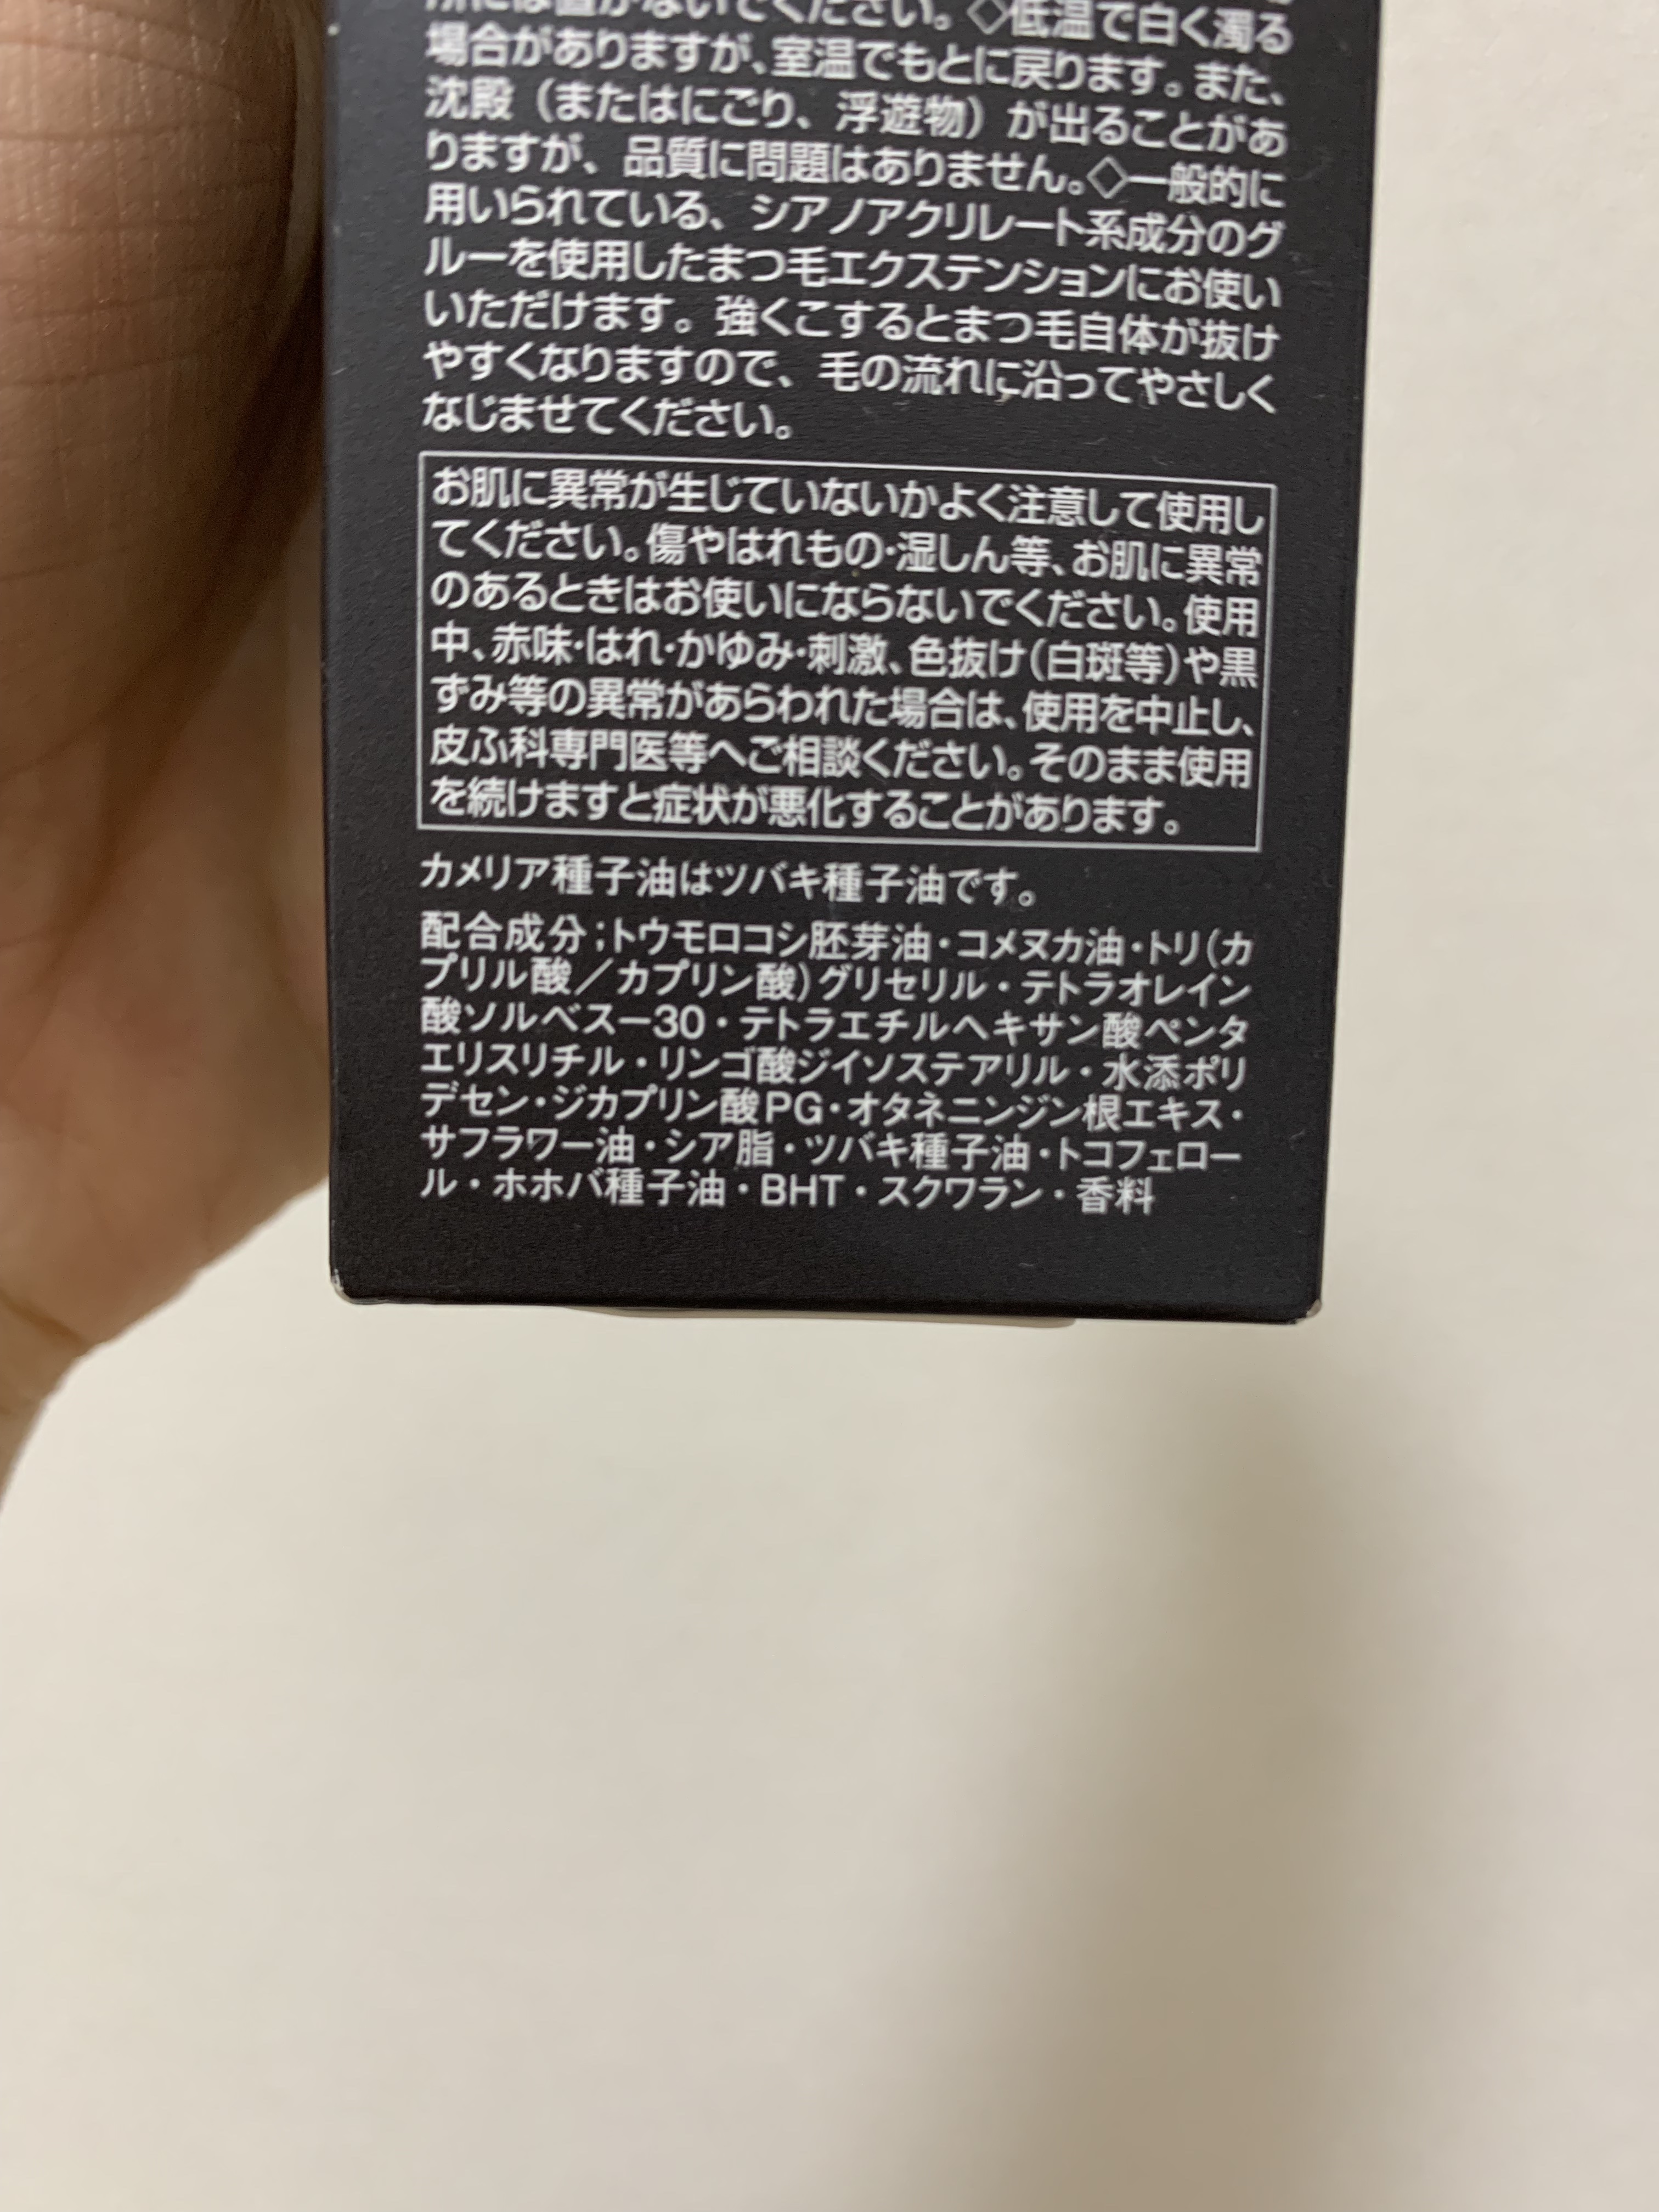 所には置かないでください。◇低温で白く濁る
場合がありますが、室温でもとに戻ります。また、
沈殿（またはにごり、浮遊物）が出ることがあ
りますが、品質に問題はありません。◇一般的に
用いられている、シアノアクリレート系成分のグ
ルーを使用したまつ毛エクステンションにお使い
いただけます。強くこするとまつ毛自体が抜け
やすくなりますので、毛の流れに沿ってやさしく
なじませてください。
お肌に異常が生じていないかよく注意して使用し
てください。傷やはれもの・湿しん等、お肌に異常
のあるときはお使いにならないでください。使用
中、赤味・はれ・かゆみ・刺激、色抜け（白斑等）や黒
ずみ等の異常があらわれた場合は、使用を中止し、
皮ふ科専門医等へご相談ください。そのまま使用
を続けますと症状が悪化することがあります。
カメリア種子油はツバキ種子油です。
配合成分；トウモロコシ胚芽油・コメヌカ油・トリ（カ
プリル酸／カプリン酸）グリセリル・テトラオレイン
酸ソルベスー30・テトラエチルヘキサン酸ペンタ
エリスリチル・リンゴ酸ジイソステアリル・水添ポリ
デセン・ジカプリン酸PG・オタネニンジン根エキス・
サフラワー油・シア脂・ツバキ種子油・トコフェロー
ル・ホホバ種子油・BHT・スクワラン・香料